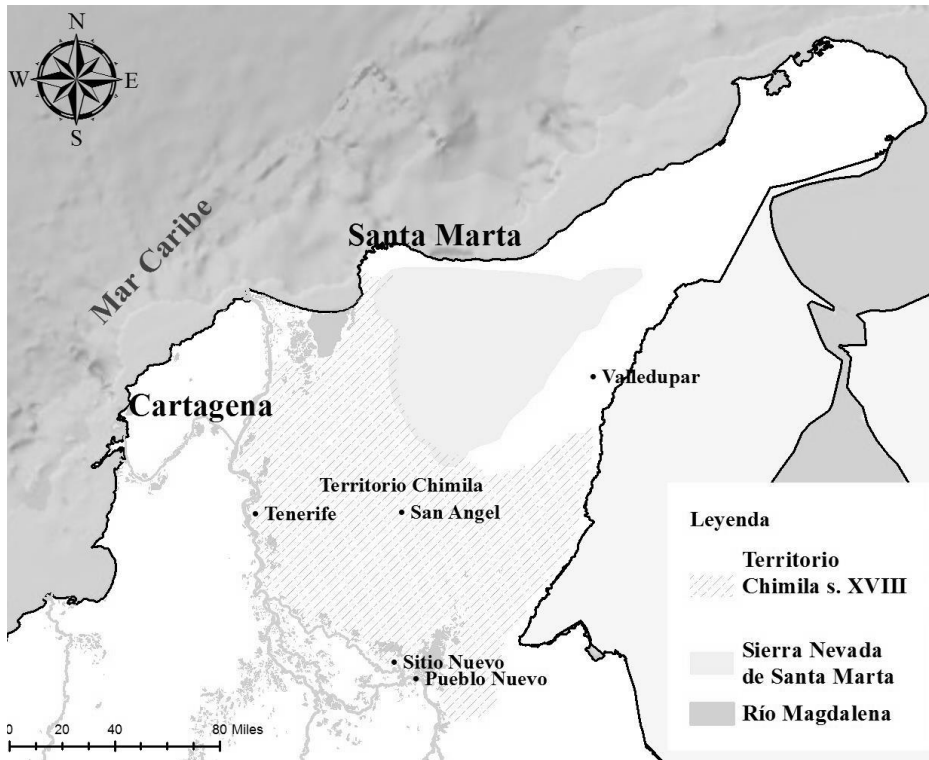 N
W E
S
Mar Caribe
Santa Marta
Valledupar
Cartagena
Territorio Chimila
Tenerife
San Angel
Sitio Nuevo
Pueblo Nuevo
Leyenda
Territorio
Chimila s. XVIII
Sierra Nevada
de Santa Marta
Río Magdalena
0 20 40 80 Miles